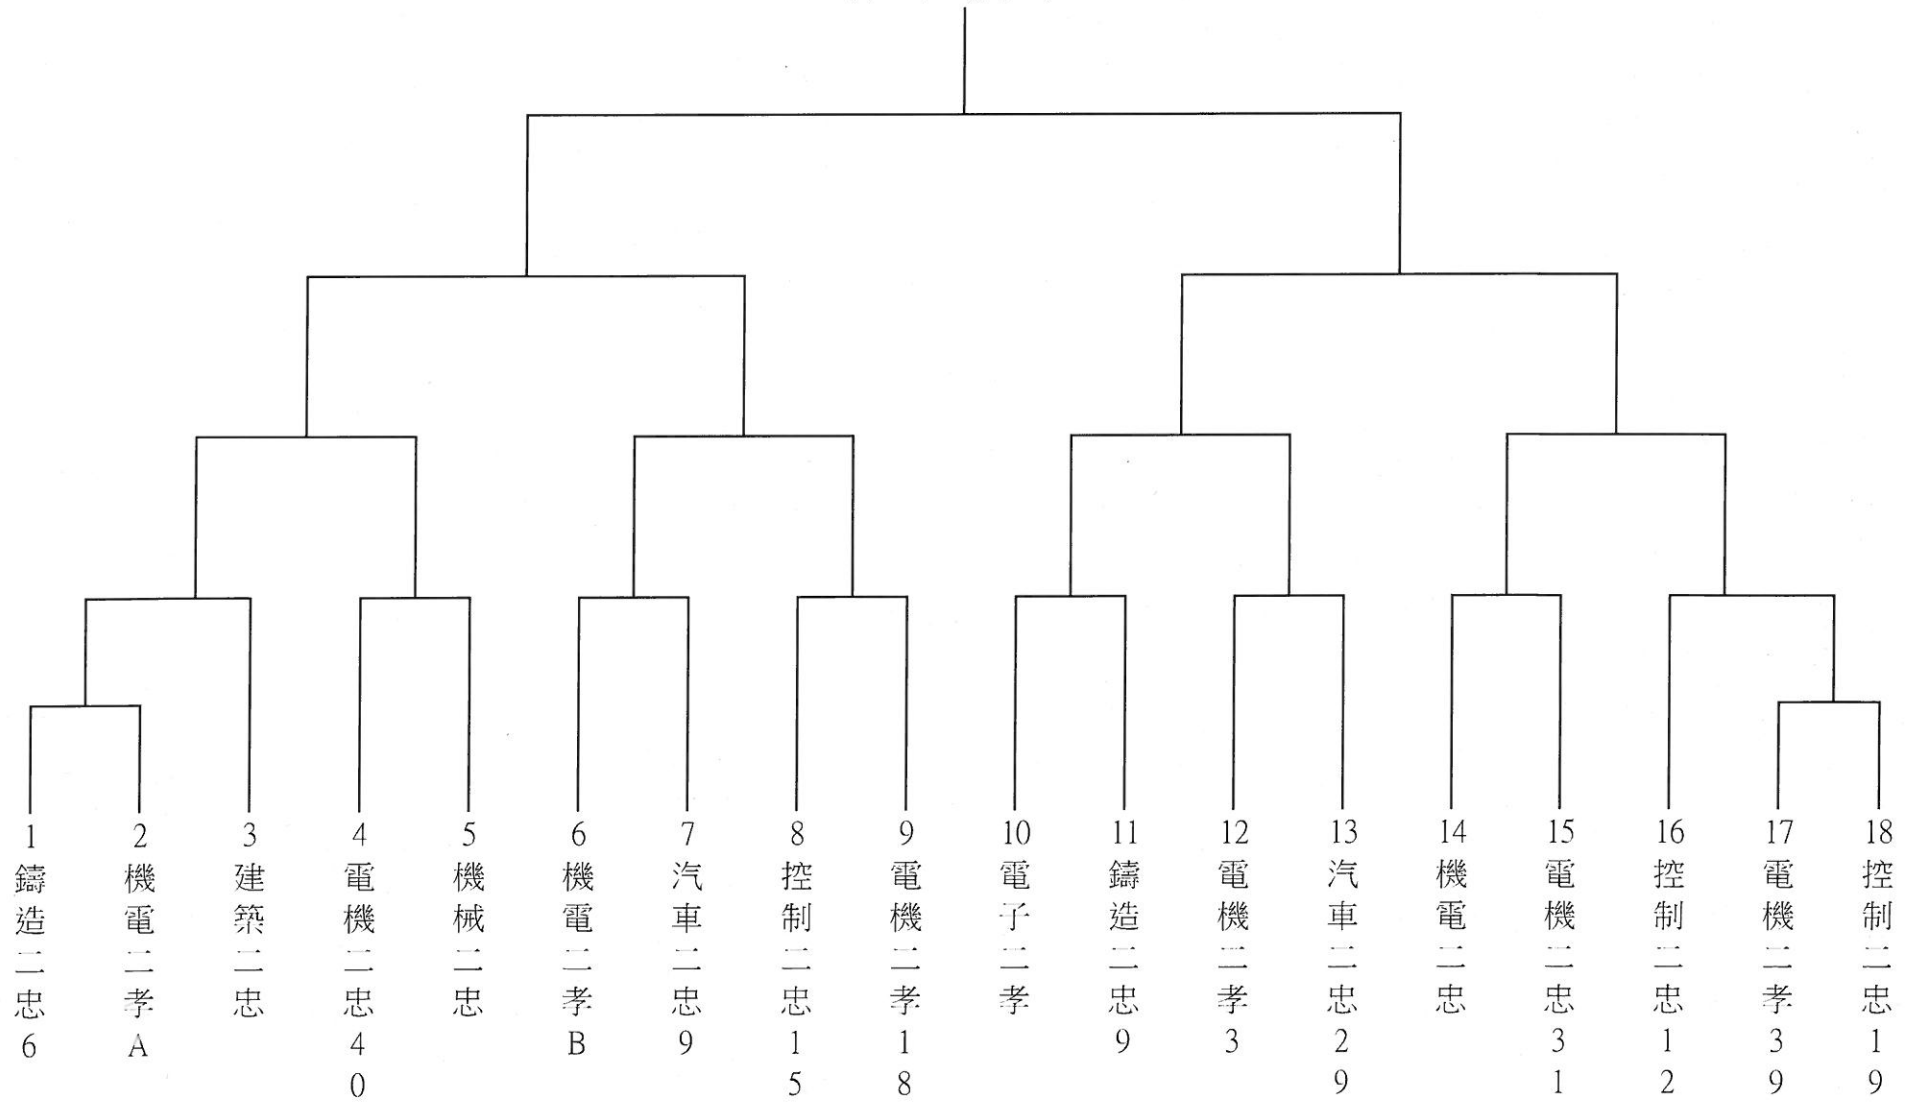 1 鑄造二忠6
2 機電二孝A
3 建築二忠
4 電機二忠40
5 機械二忠
6 機電二孝B
7 汽車二忠9
8 控制二忠15
9 電機二孝18
10 電子二孝
11 鑄造二忠9
12 電機二孝3
13 汽車二忠29
14 機電二忠
15 電機二忠31
16 控制二忠12
17 電機二孝39
18 控制二忠19